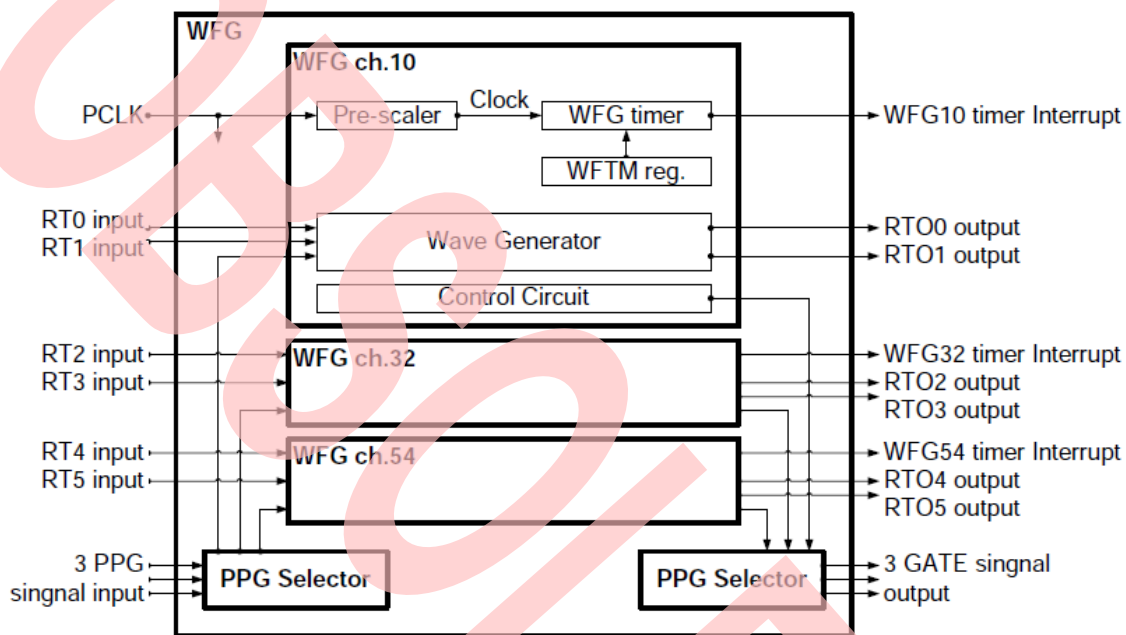 WFG
WFG ch.10
PCLK
Pre-scaler
Clock
WFG timer
WFG10 timer Interrupt
WFTM reg.
RT0 input
RT1 input
Wave Generator
RTO0 output
RTO1 output
Control Circuit
RT2 input
RT3 input
WFG ch.32
WFG32 timer Interrupt
RTO2 output
RTO3 output
RT4 input
RT5 input
WFG ch.54
WFG54 timer Interrupt
RTO4 output
RTO5 output
3 PPG
singnal input
PPG Selector
PPG Selector
3 GATE singnal
output